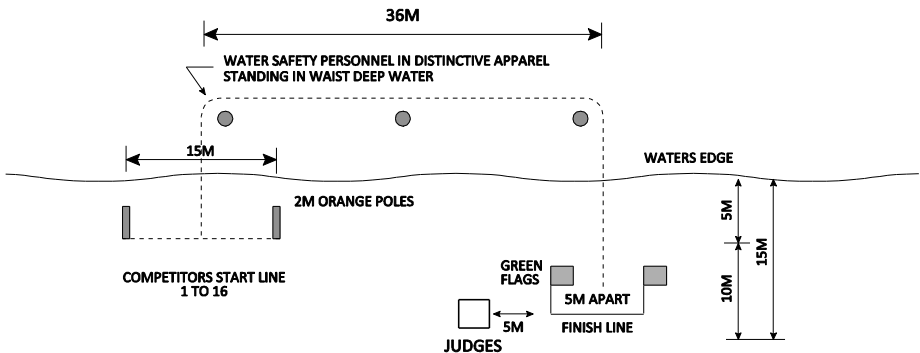 36M
WATER SAFETY PERSONNEL IN DISTINCTIVE APPAREL
STANDING IN WAIST DEEP WATER
15M
WATERS EDGE
2M ORANGE POLES
5M
15M
10M
COMPETITORS START LINE
1 TO 16
GREEN
FLAGS
5M APART
5M
FINISH LINE
JUDGES